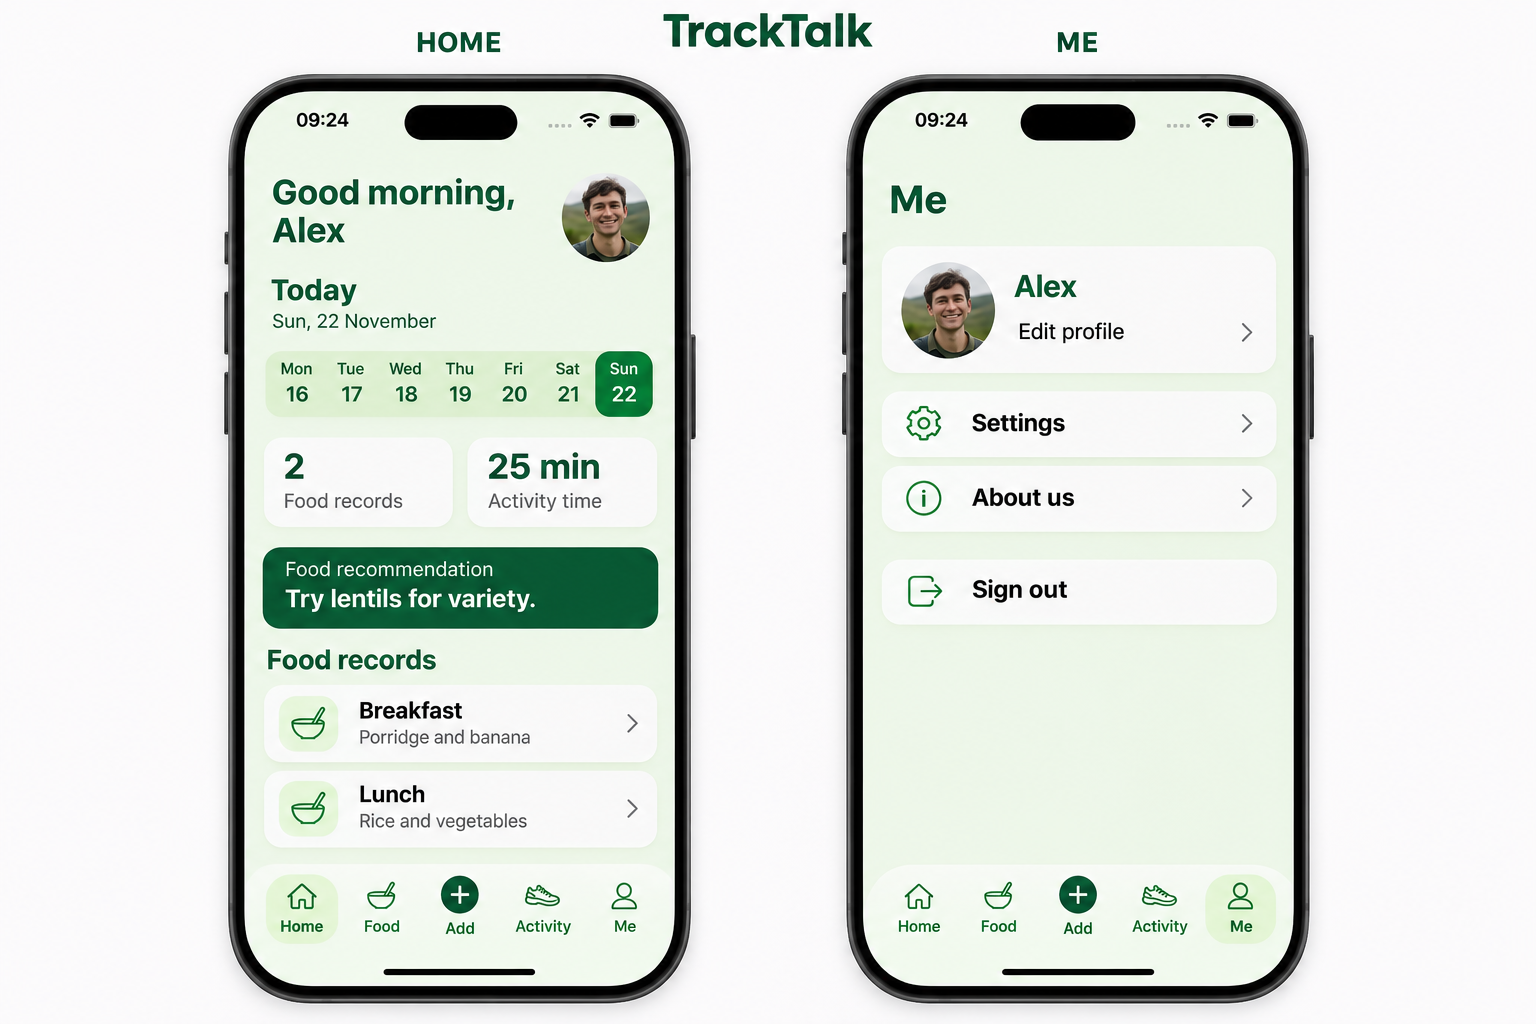 TrackTalk
HOME
09:24
Good morning,
Alex
Today
Sun, 22 November
Mon Tue Wed Thu Fri Sat Sun
16 17 18 19 20 21 22
2
Food records
25 min
Activity time
Food recommendation
Try lentils for variety.
Food records
Breakfast
Porridge and banana
Lunch
Rice and vegetables
Home Food Add Activity Me
ME
09:24
Me
Alex
Edit profile
Settings
About us
Sign out
Home Food Add Activity Me